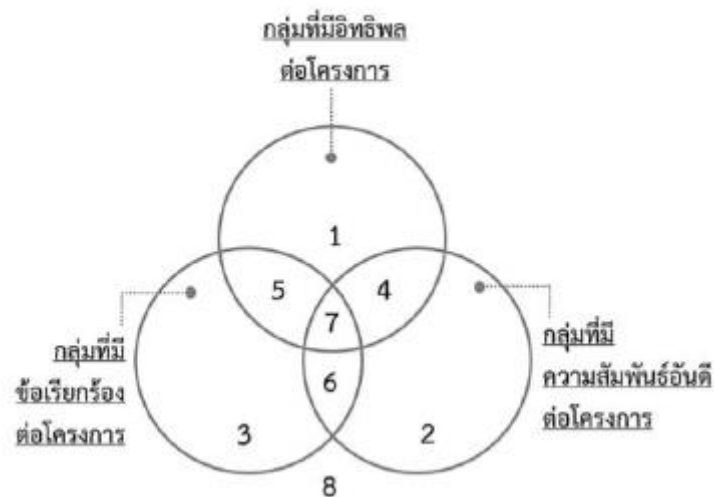 กลุ่มที่มีอิทธิพล
ต่อโครงการ
1
5
4
7
กลุ่มที่มี
ข้อเรียกร้อง
ต่อโครงการ
6
กลุ่มที่มี
ความสัมพันธ์อันดี
ต่อโครงการ
3
2
8